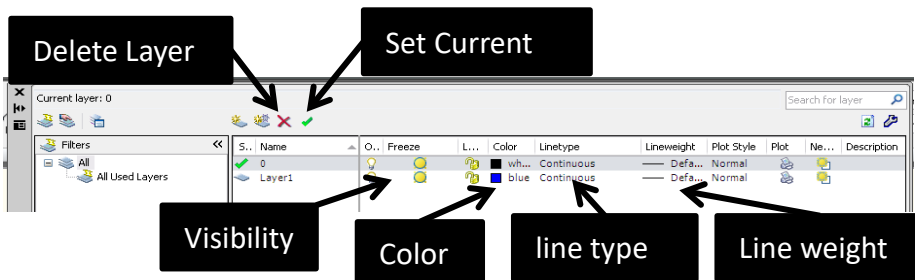 Delete Layer
Set Current
Current layer: 0
Search for layer
Filters
S.. Name O.. Freeze L... Color Linetype Lineweight Plot Style Plot Ne... Description
All
0 wh... Continuous Defa... Normal
All Used Layers
Layer1 blue Continuous Defa... Normal
Visibility
Color
line type
Line weight